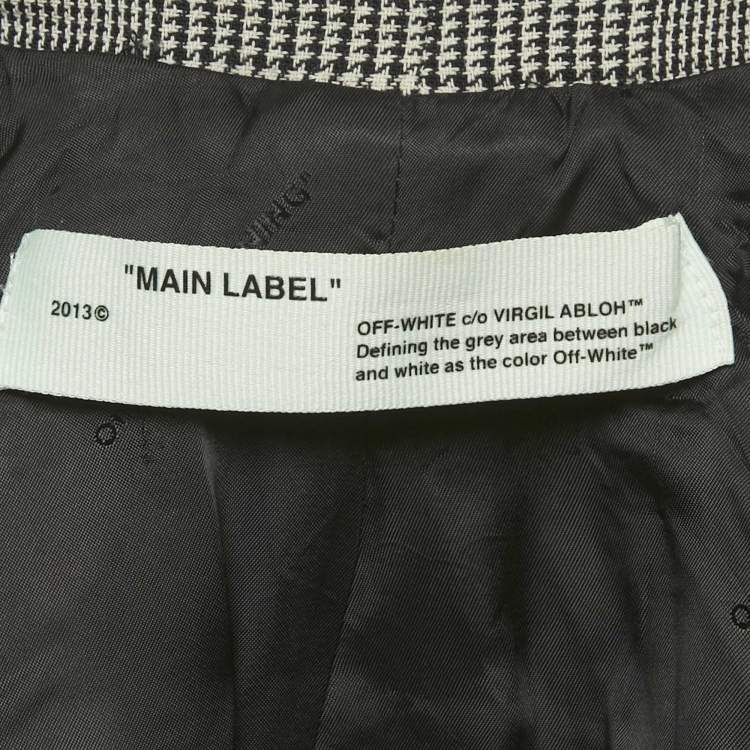 "MAIN LABEL"
2013©
OFF-WHITE c/o VIRGIL ABLOH™
Defining the grey area between black
and white as the color Off-White™